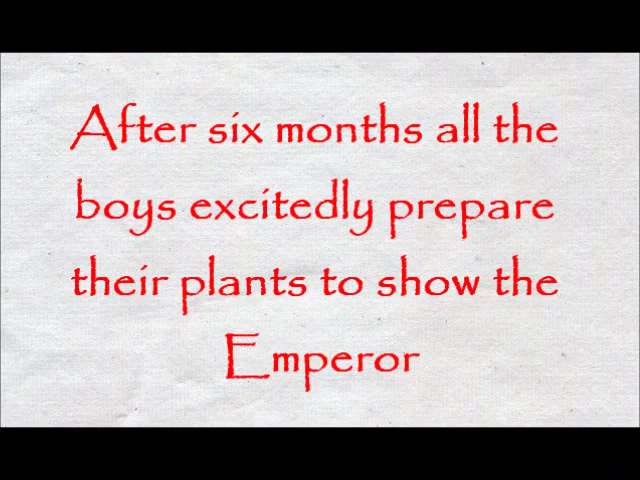 After six months all the
boys excitedly prepare
their plants to show the
Emperor